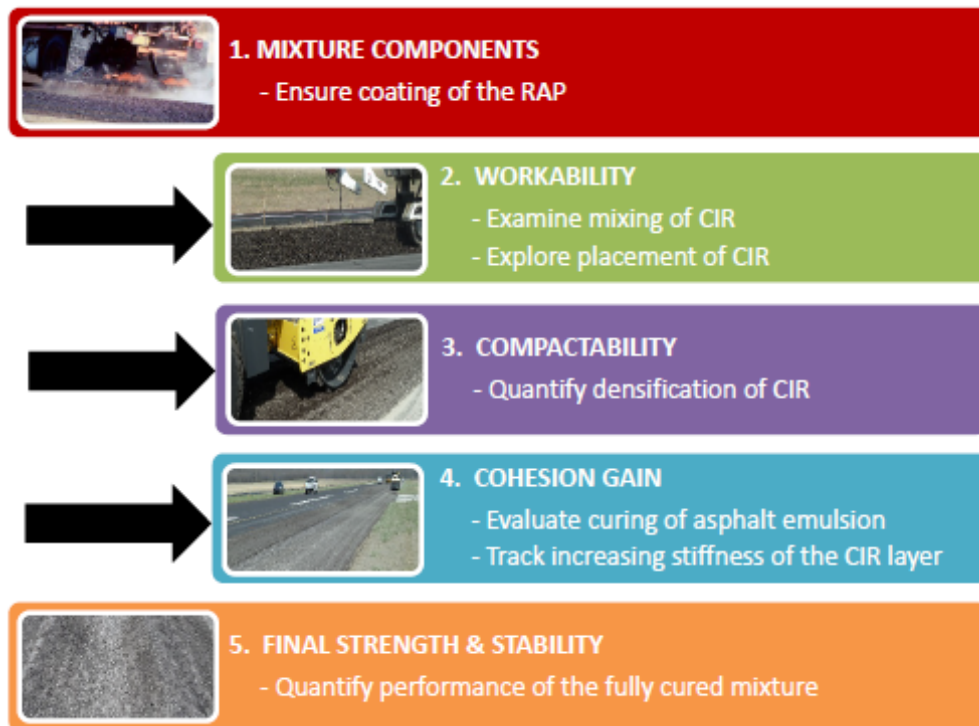 1. MIXTURE COMPONENTS
- Ensure coating of the RAP
2. WORKABILITY
- Examine mixing of CIR
- Explore placement of CIR
3. COMPACTABILITY
- Quantify densification of CIR
4. COHESION GAIN
- Evaluate curing of asphalt emulsion
- Track increasing stiffness of the CIR layer
5. FINAL STRENGTH & STABILITY
- Quantify performance of the fully cured mixture